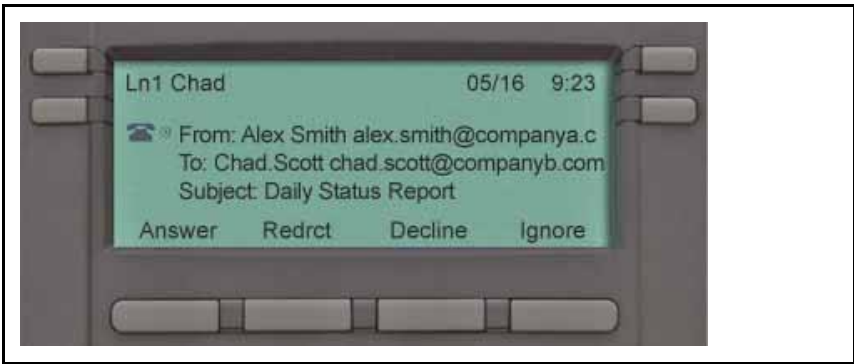 Ln1 Chad 05/16 9:23
From: Alex Smith alex.smith@companya.c
To: Chad.Scott chad.scott@companyb.com
Subject: Daily Status Report
Answer Redrct Decline Ignore